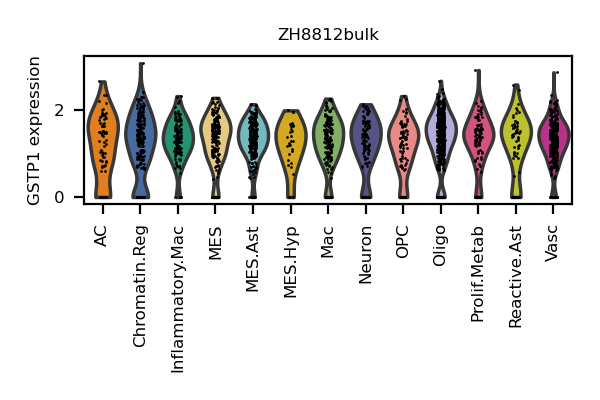 ZH8812bulk
GSTP1 expression
2
0
AC
Chromatin.Reg
Inflammatory.Mac
MES
MES.Ast
MES.Hyp
Mac
Neuron
OPC
Oligo
Prolif.Metab
Reactive.Ast
Vasc